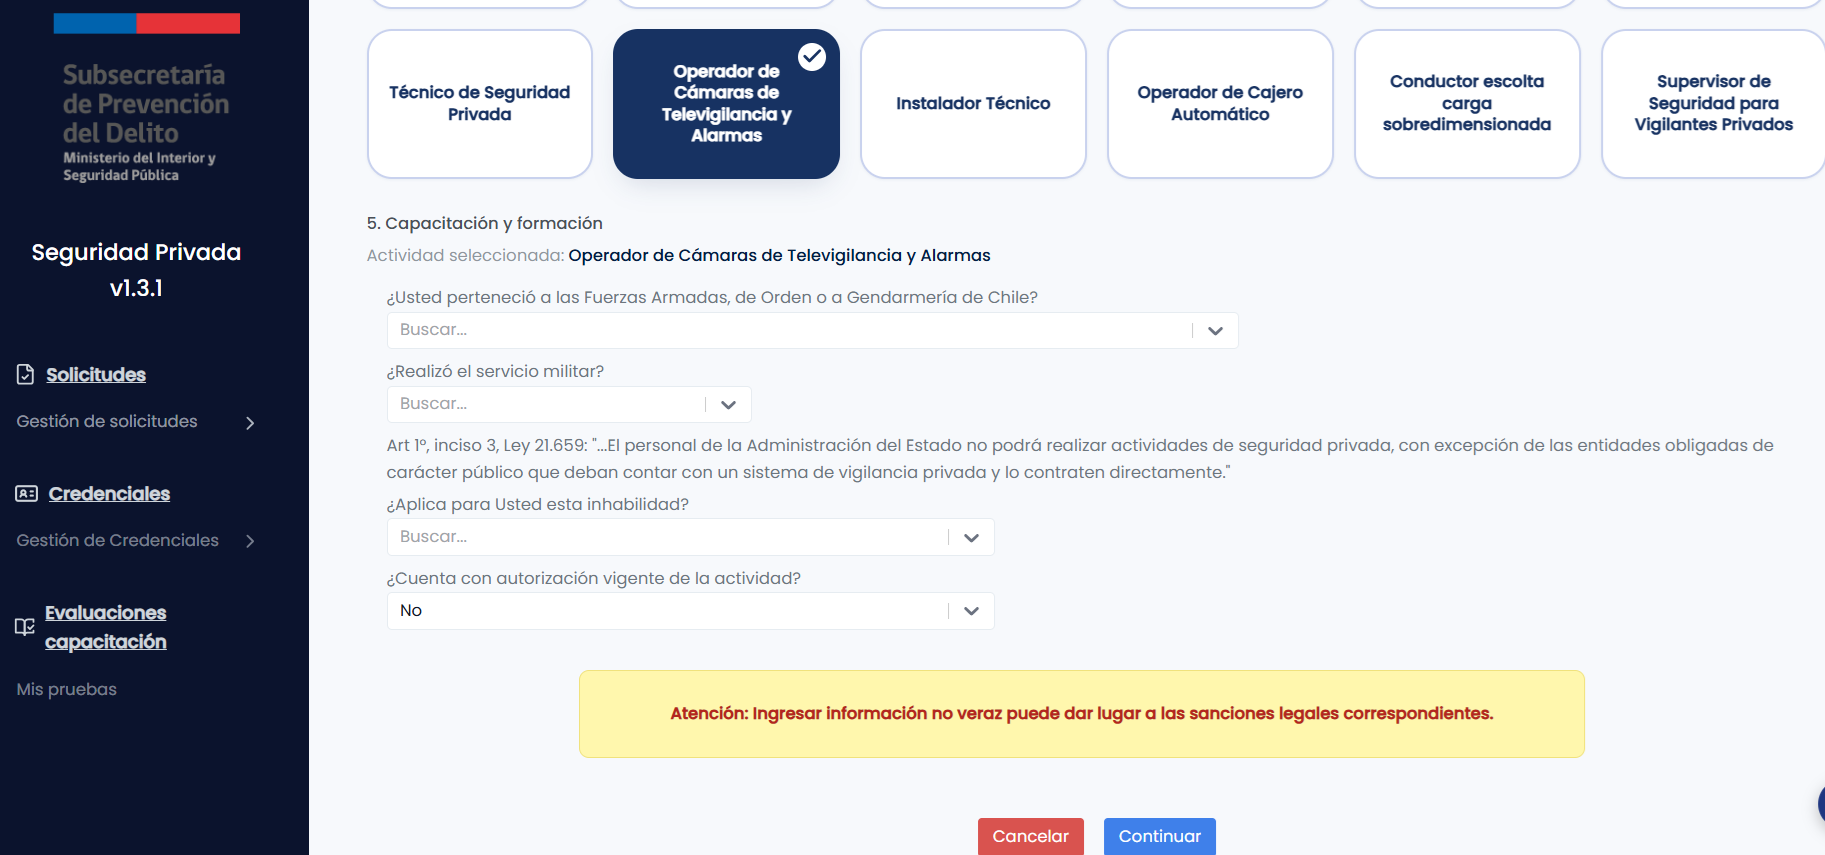 Subsecretaría
de Prevención
del Delito
Ministerio del Interior y
Seguridad Pública
Seguridad Privada
v1.3.1
Solicitudes
Gestión de solicitudes
Credenciales
Gestión de Credenciales
Evaluaciones
capacitación
Mis pruebas
Técnico de Seguridad
Privada
Operador de
Cámaras de
Televigilancia y
Alarmas
Instalador Técnico
Operador de Cajero
Automático
Conductor escolta
carga
sobredimensionada
Supervisor de
Seguridad para
Vigilantes Privados
5. Capacitación y formación
Actividad seleccionada: Operador de Cámaras de Televigilancia y Alarmas
¿Usted perteneció a las Fuerzas Armadas, de Orden o a Gendarmería de Chile?
Buscar...
¿Realizó el servicio militar?
Buscar...
Art 1°, inciso 3, Ley 21.659: "...El personal de la Administración del Estado no podrá realizar actividades de seguridad privada, con excepción de las entidades obligadas de
carácter público que deban contar con un sistema de vigilancia privada y lo contraten directamente."
¿Aplica para Usted esta inhabilidad?
Buscar...
¿Cuenta con autorización vigente de la actividad?
No
Atención: Ingresar información no veraz puede dar lugar a las sanciones legales correspondientes.
Cancelar
Continuar